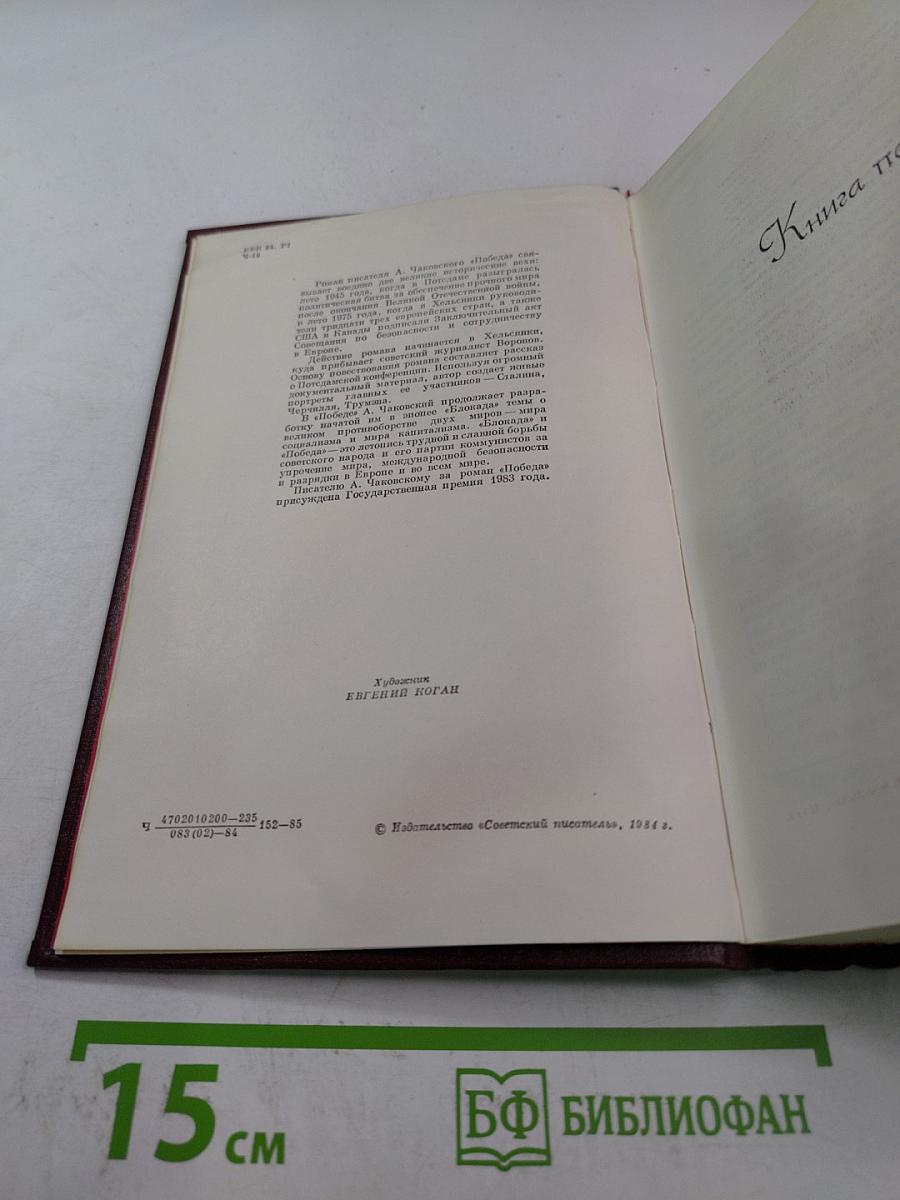 ББК 84. Р7
Ч-16
Роман писателя А. Чаковского «Победа» свя-
зывает воедино две великие исторические вехи:
лето 1945 года, когда в Потсдаме разыгралась
политическая битва за обеспечение прочного мира
после окончания Великой Отечественной войны,
и лето 1975 года, когда в Хельсинки руководи-
тели тридцати трех европейских стран, а также
США и Канады подписали Заключительный акт
Совещания по безопасности и сотрудничеству
в Европе.
Действие романа начинается в Хельсинки,
куда прибывает советский журналист Воронов.
Основу повествования романа составляет рассказ
о Потсдамской конференции. Используя огромный
документальный материал, автор создает живые
портреты главных ее участников — Сталина,
Черчилля, Трумэна.
В «Победе» А. Чаковский продолжает разра-
ботку начатой им в эпопее «Блокада» темы о
великом противоборстве двух миров — мира
социализма и мира капитализма. «Блокада» и
«Победа» — это летопись трудной и славной борьбы
советского народа и его партии коммунистов за
упрочение мира, международной безопасности
и разрядки в Европе и во всем мире.
Писателю А. Чаковскому за роман «Победа»
присуждена Государственная премия 1983 года.
Художник
ЕВГЕНИЙ КОГАН
Ч 4702010200—235
083(02)—84 152—85
© Издательство «Советский писатель», 1984 г.
Книга
15 см
БФ БИБЛИОФАН